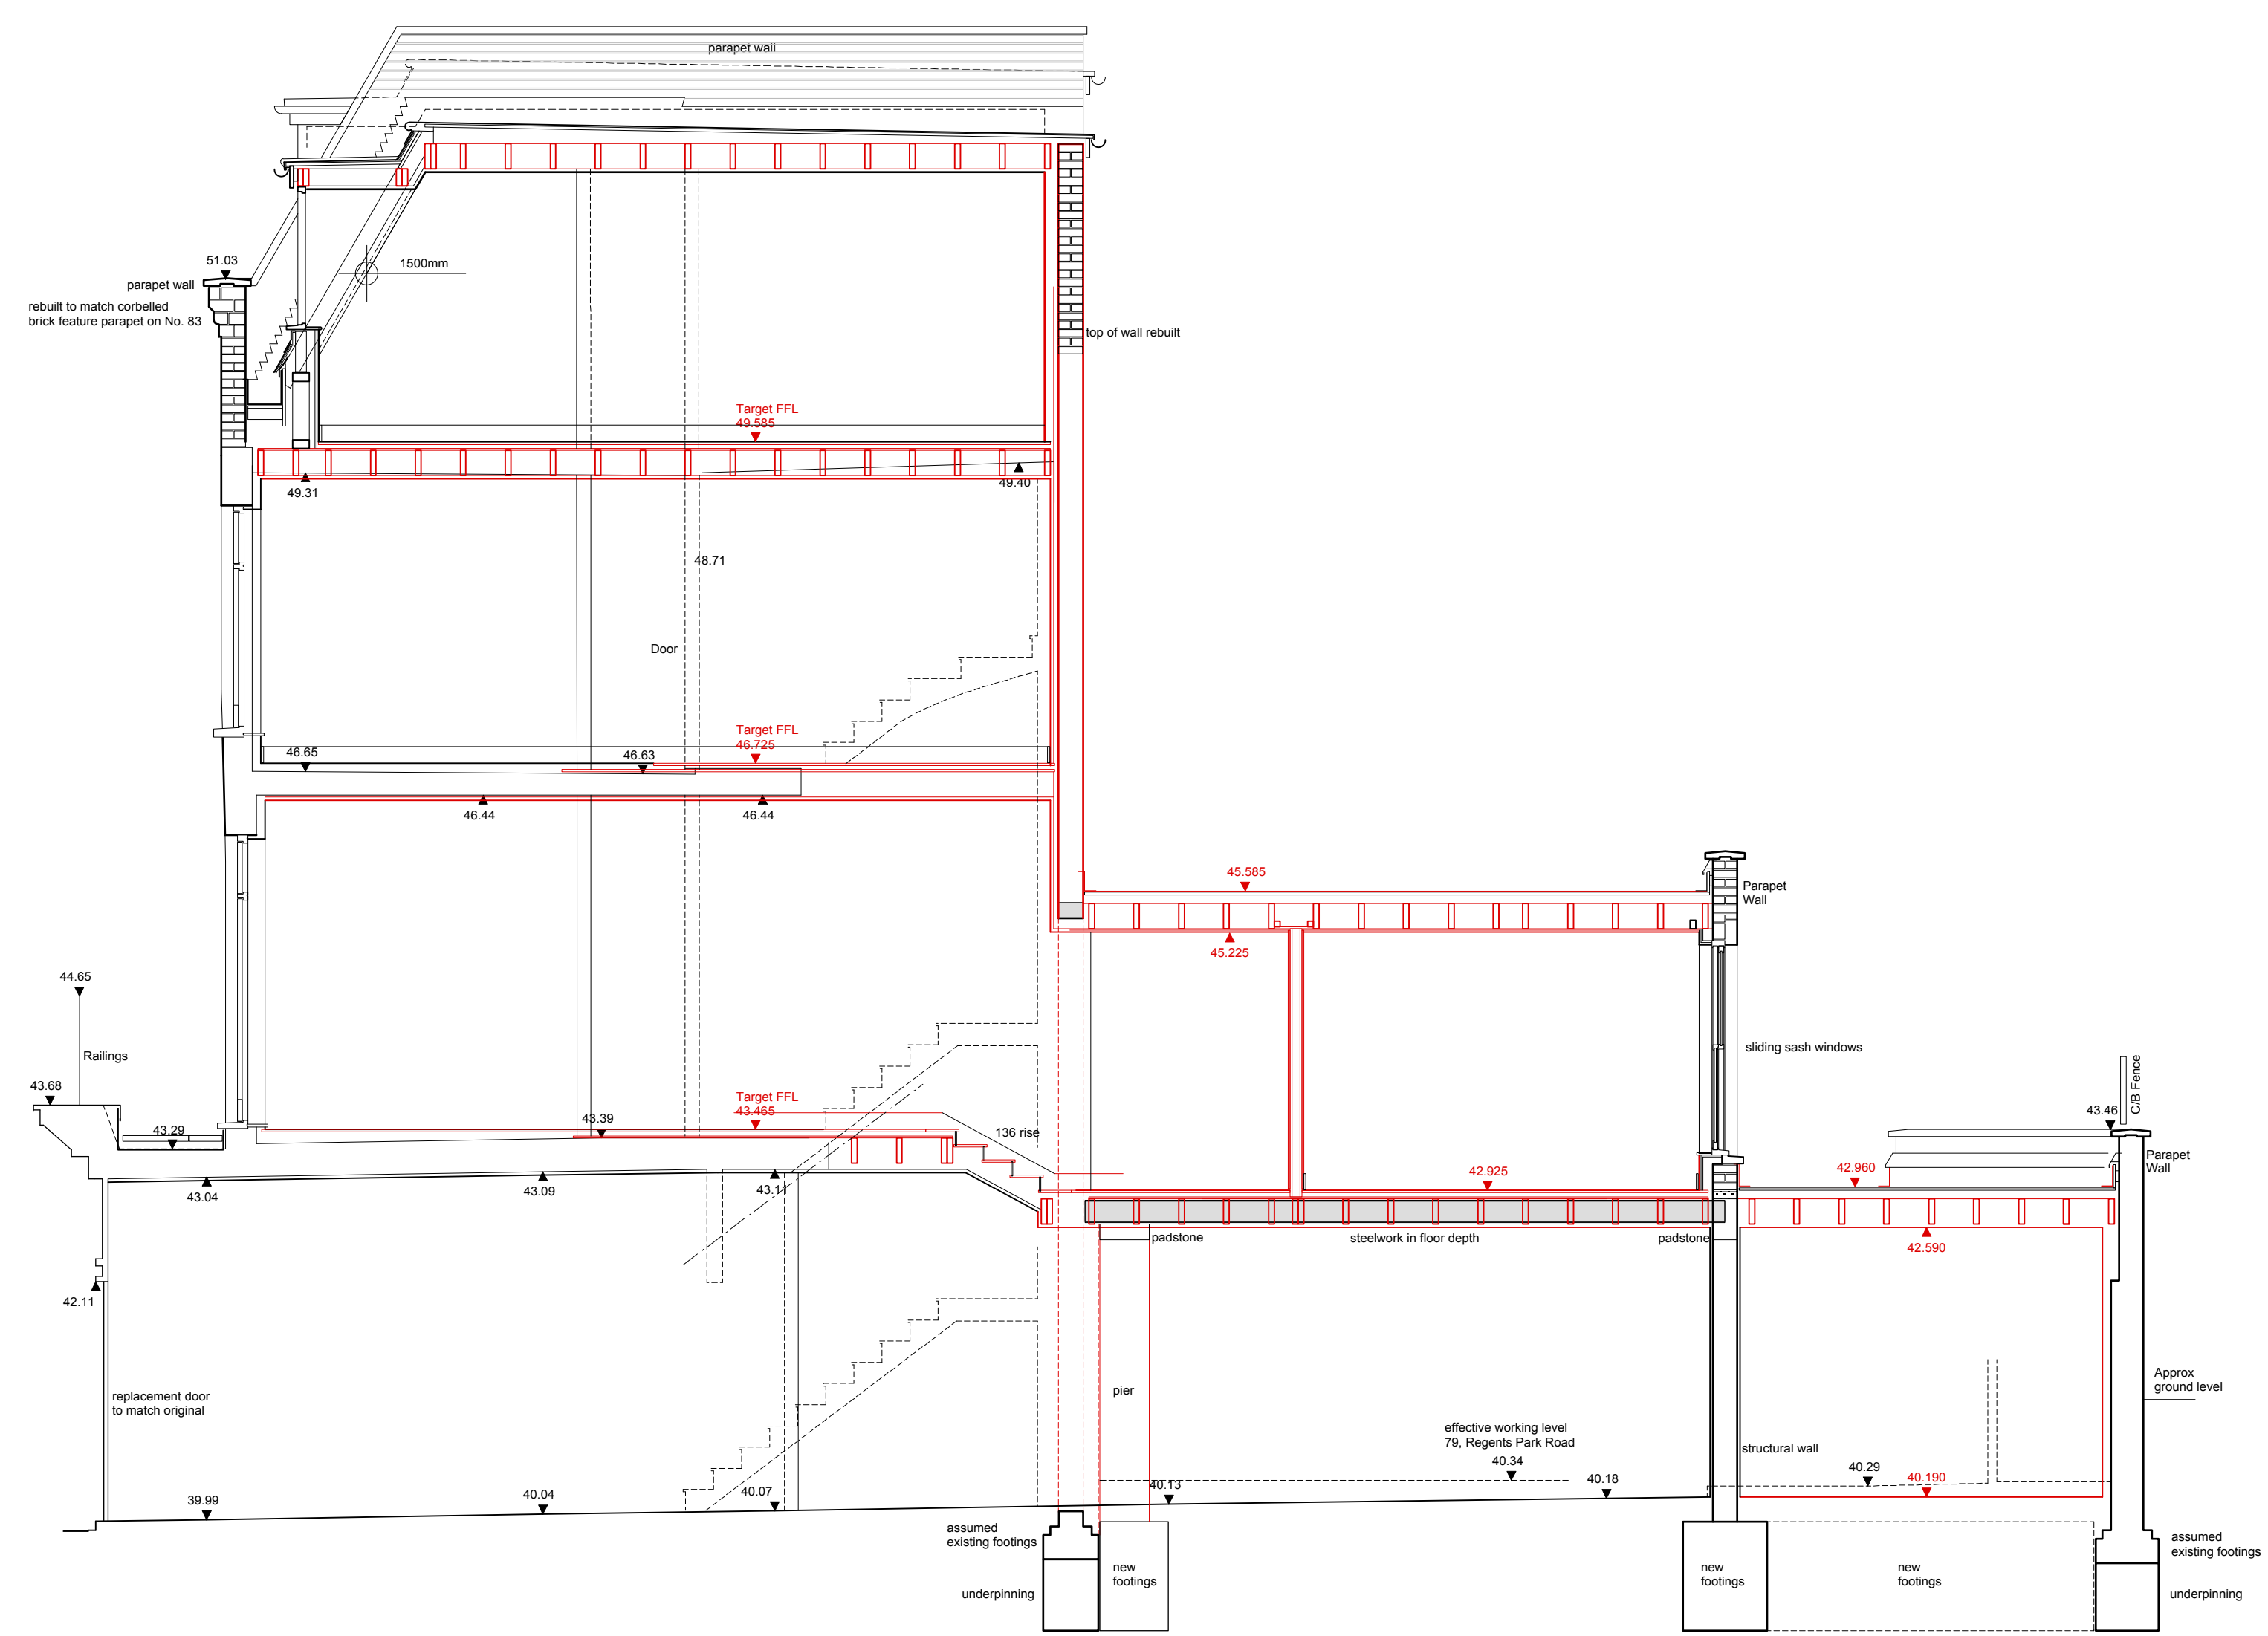 parapet wall
51.03
1500mm
parapet wall
rebuilt to match corbelled
brick feature parapet on No. 83
top of wall rebuilt
Target FFL
49.585
49.31
49.40
48.71
Door
Target FFL
46.725
46.65
46.63
46.44
46.44
45.585
Parapet
Wall
45.225
44.65
Railings
sliding sash windows
C/B Fence
43.68
Target FFL
43.465
43.46
43.29
43.39
136 rise
Parapet
Wall
42.925
42.960
43.04
43.09
43.11
padstone
steelwork in floor depth
padstone
42.590
42.11
replacement door
to match original
pier
Approx
ground level
effective working level
79, Regents Park Road
40.34
structural wall
40.29
40.190
40.18
40.13
40.07
40.04
39.99
assumed
existing footings
assumed
existing footings
new
footings
new
footings
new
footings
underpinning
underpinning